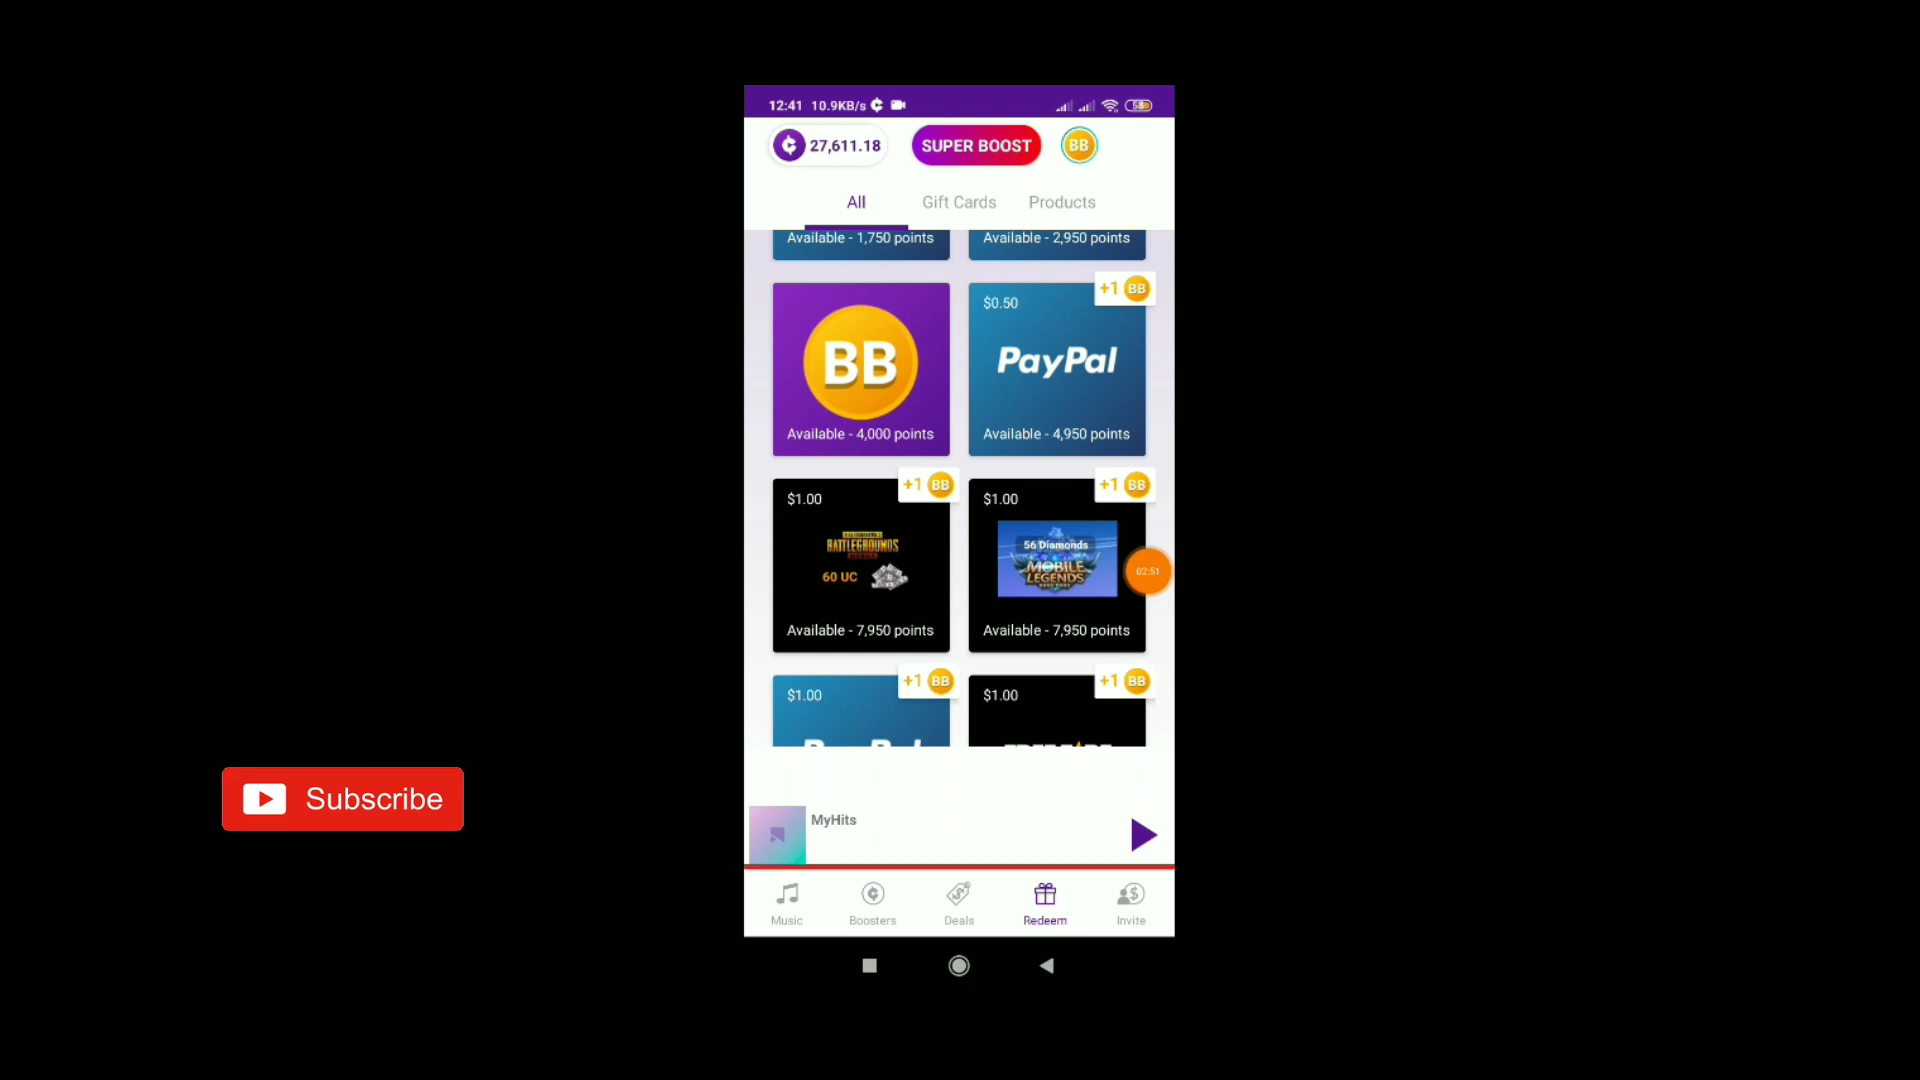 12:41 10.9KB/s
27,611.18
SUPER BOOST
BB
All
Gift Cards
Products
Available - 1,750 points
Available - 2,950 points
BB
Available - 4,000 points
$0.50
+1 BB
PayPal
Available - 4,950 points
$1.00
+1 BB
BATTLEGROUNDS
60 UC
Available - 7,950 points
$1.00
+1 BB
56 Diamonds
MOBILE
LEGENDS
Available - 7,950 points
02:51
$1.00
+1 BB
$1.00
+1 BB
Subscribe
MyHits
Music
Boosters
Deals
Redeem
Invite